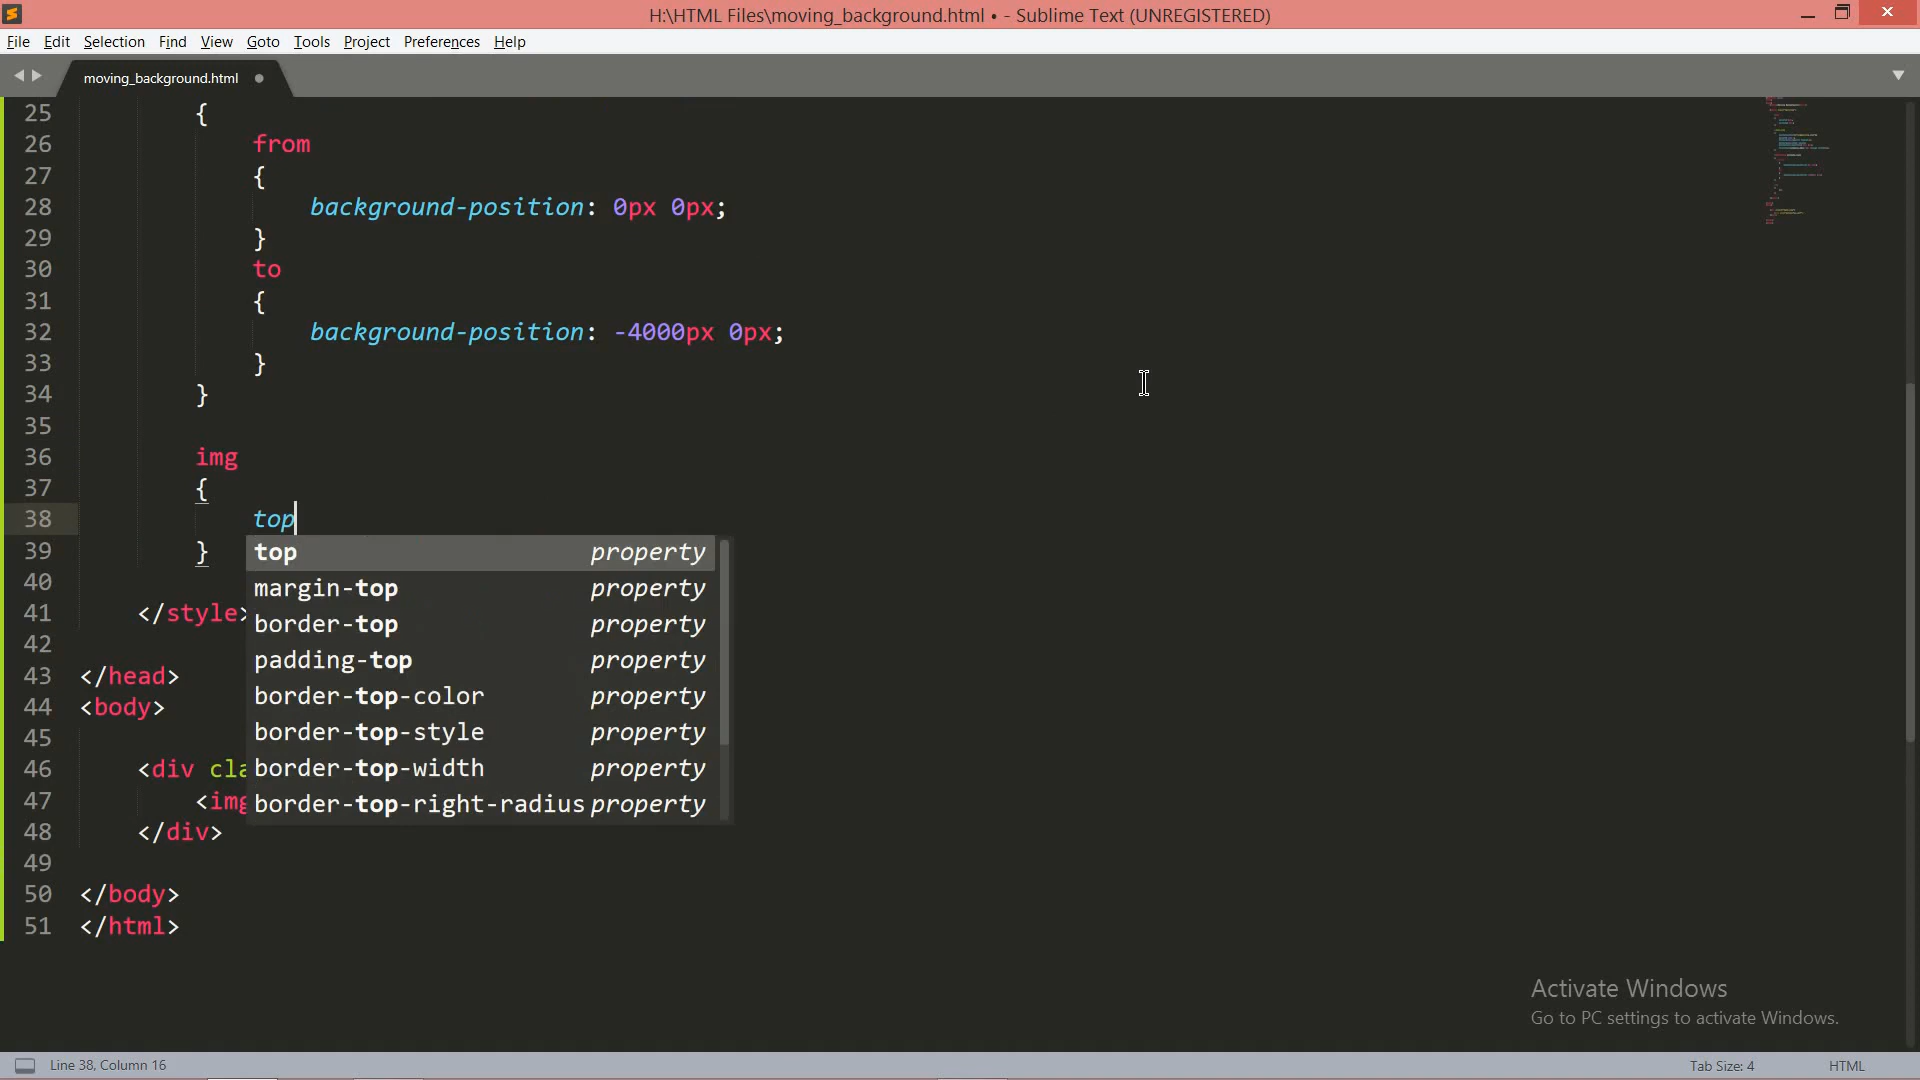 H:\HTML Files\moving_background.html • - Sublime Text (UNREGISTERED)
File Edit Selection Find View Goto Tools Project Preferences Help
moving_background.html
25 {
26 from
27 {
28 background-position: 0px 0px;
29 }
30 to
31 {
32 background-position: -4000px 0px;
33 }
34 }
35
36 img
37 {
38 top
39 }
top property
margin-top property
border-top property
padding-top property
border-top-color property
border-top-style property
border-top-width property
border-top-right-radius property
40
41 </style>
42
43 </head>
44 <body>
45
46 <div cla
47 <img
48 </div>
49
50 </body>
51 </html>
Activate Windows
Go to PC settings to activate Windows.
Line 38, Column 16 Tab Size: 4 HTML